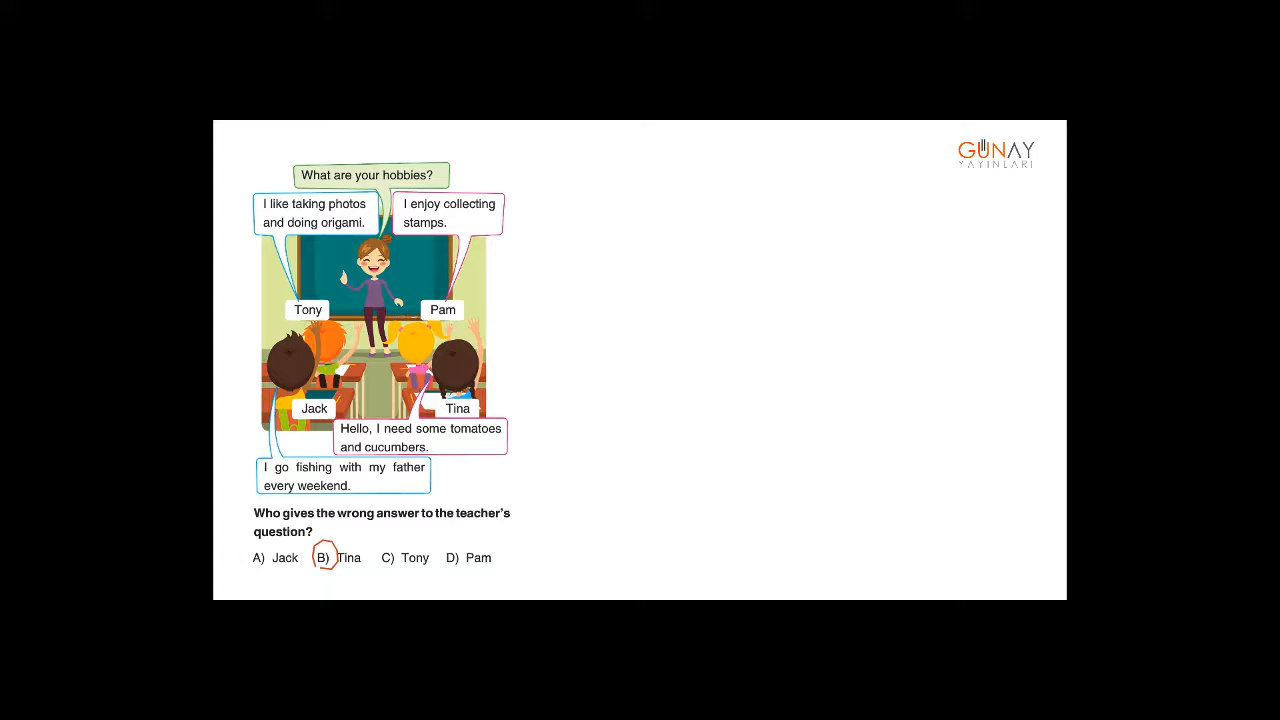 GÜNAY
YAYINLARI
What are your hobbies?
I like taking photos
and doing origami.
I enjoy collecting
stamps.
Tony
Pam
Jack
Tina
Hello, I need some tomatoes
and cucumbers.
I go fishing with my father
every weekend.
Who gives the wrong answer to the teacher's
question?
A) Jack B) Tina C) Tony D) Pam